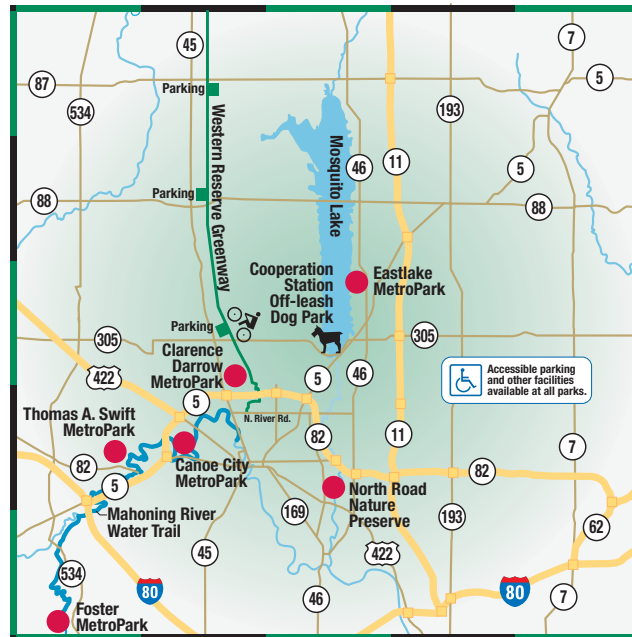 45
7
87
5
534
Parking
193
Western Reserve Greenway
Mosquito Lake
46
11
5
88
Parking
88
Cooperation
Station
Off-leash
Dog Park
Eastlake
MetroPark
Parking
305
305
Clarence
Darrow
MetroPark
422
5
46
Accessible parking
and other facilities
available at all parks.
5
N. River Rd.
Thomas A. Swift
MetroPark
82
11
7
Canoe City
MetroPark
82
5
82
North Road
Nature
Preserve
Mahoning River
Water Trail
169
193
62
45
422
534
80
46
80
7
Foster
MetroPark